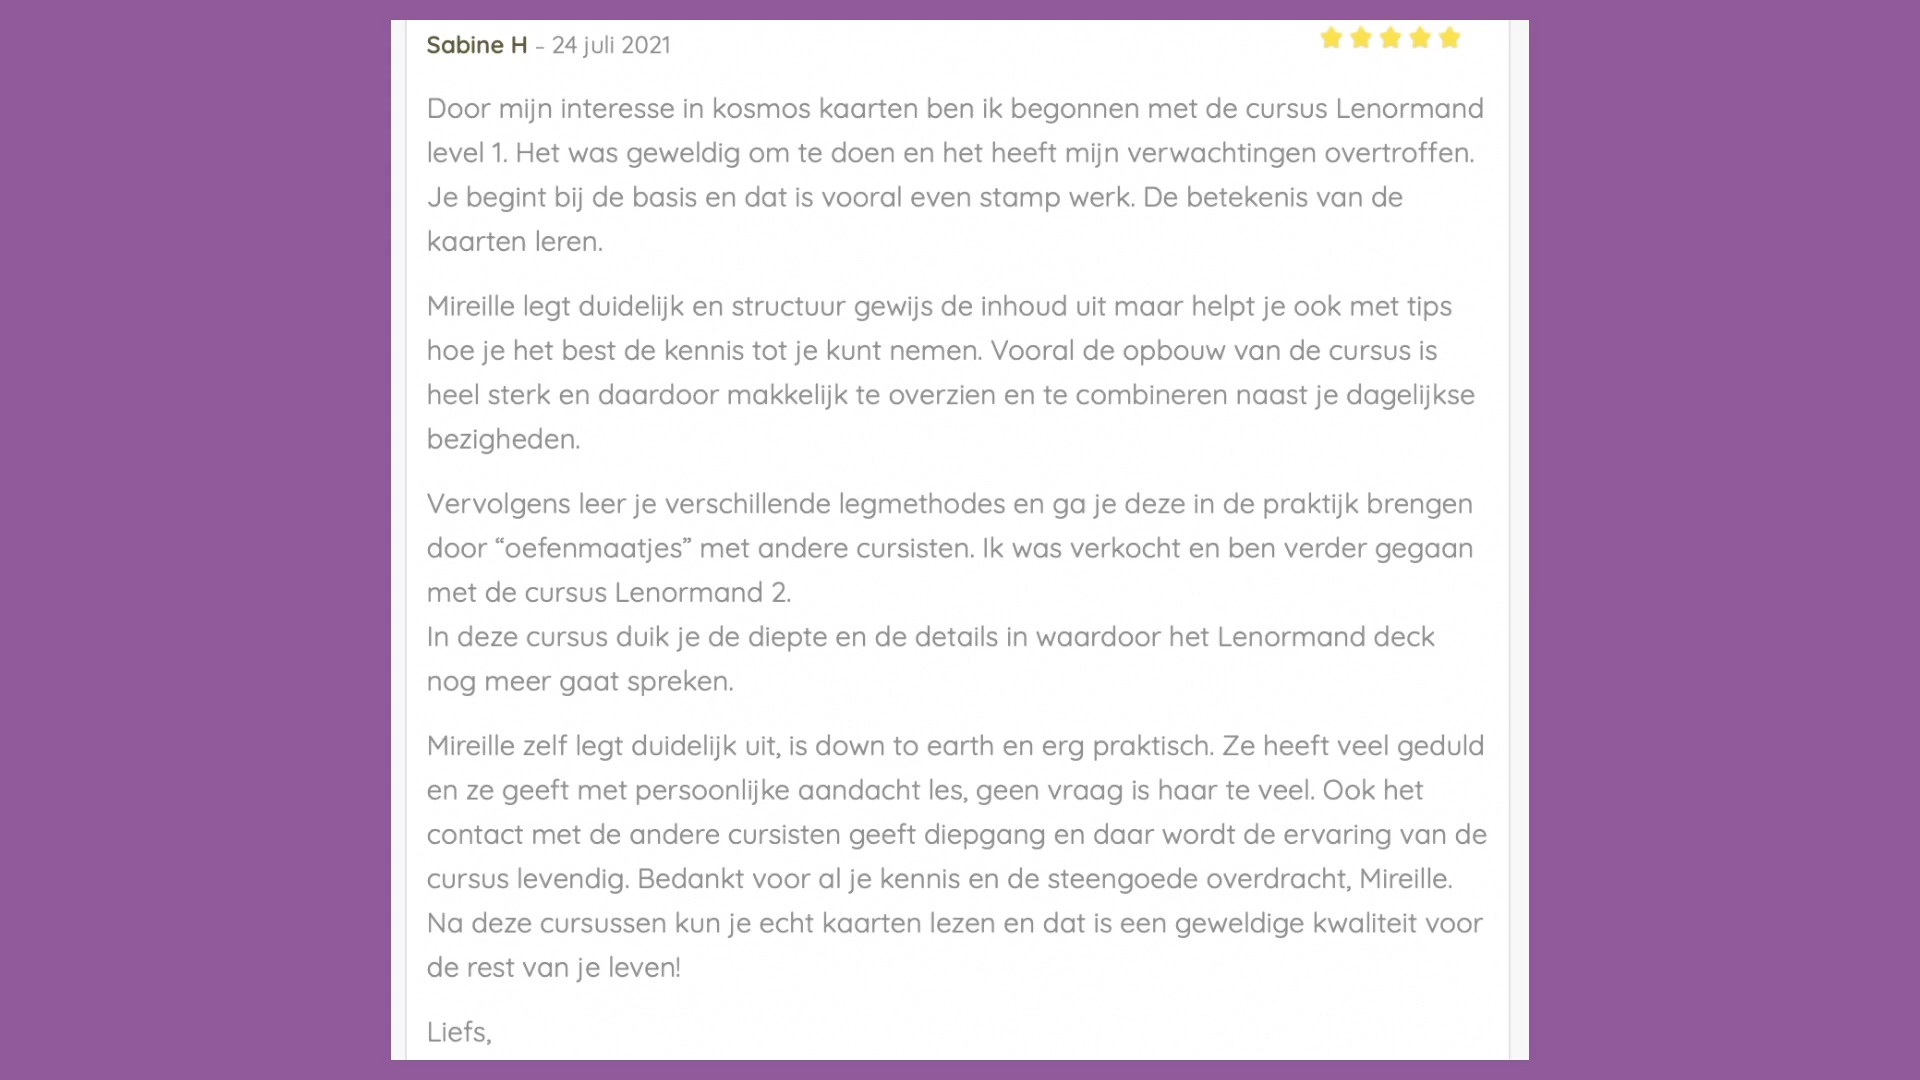 Sabine H – 24 juli 2021
Door mijn interesse in kosmos kaarten ben ik begonnen met de cursus Lenormand
level 1. Het was geweldig om te doen en het heeft mijn verwachtingen overtroffen.
Je begint bij de basis en dat is vooral even stamp werk. De betekenis van de
kaarten leren.
Mireille legt duidelijk en structuur gewijs de inhoud uit maar helpt je ook met tips
hoe je het best de kennis tot je kunt nemen. Vooral de opbouw van de cursus is
heel sterk en daardoor makkelijk te overzien en te combineren naast je dagelijkse
bezigheden.
Vervolgens leer je verschillende legmethodes en ga je deze in de praktijk brengen
door “oefenmaatjes” met andere cursisten. Ik was verkocht en ben verder gegaan
met de cursus Lenormand 2.
In deze cursus duik je de diepte en de details in waardoor het Lenormand deck
nog meer gaat spreken.
Mireille zelf legt duidelijk uit, is down to earth en erg praktisch. Ze heeft veel geduld
en ze geeft met persoonlijke aandacht les, geen vraag is haar te veel. Ook het
contact met de andere cursisten geeft diepgang en daar wordt de ervaring van de
cursus levendig. Bedankt voor al je kennis en de steengoede overdracht, Mireille.
Na deze cursussen kun je echt kaarten lezen en dat is een geweldige kwaliteit voor
de rest van je leven!
Liefs,